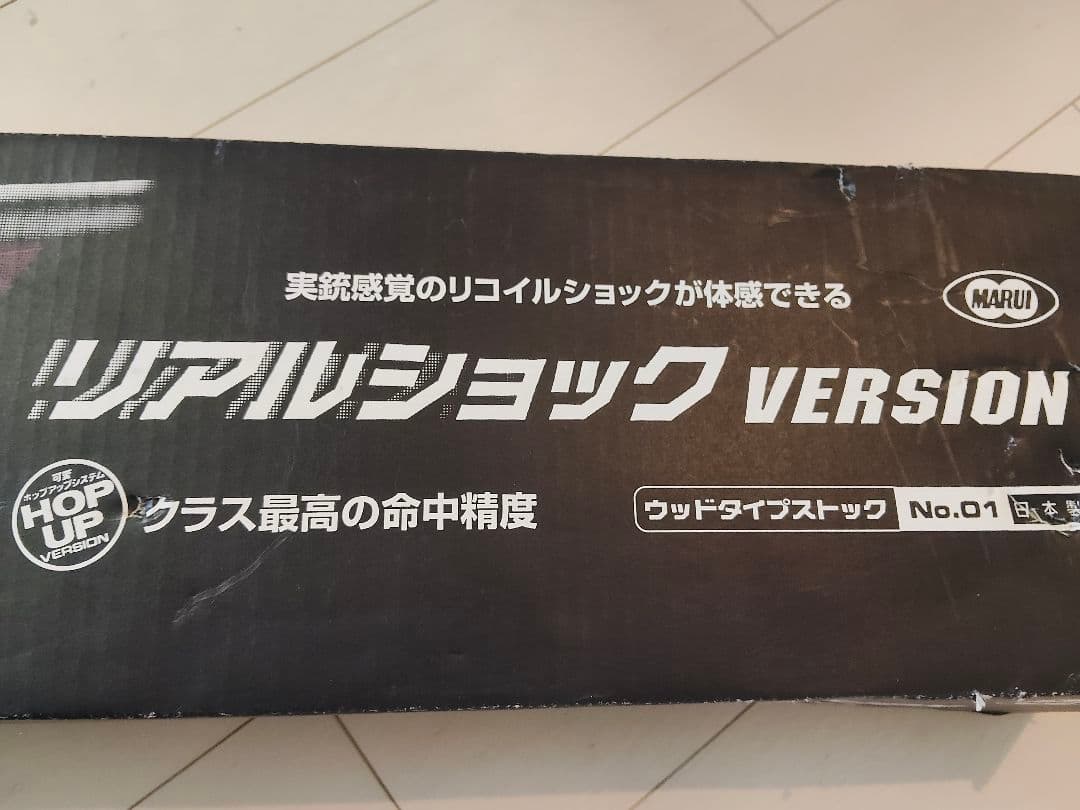 実銃感覚のリコイルショックが体感できる
MARUI
リアルショック VERSION
可変
ホップアップシステム
HOP
UP
VERSION
クラス最高の命中精度
ウッドタイプストック No.01 日本製